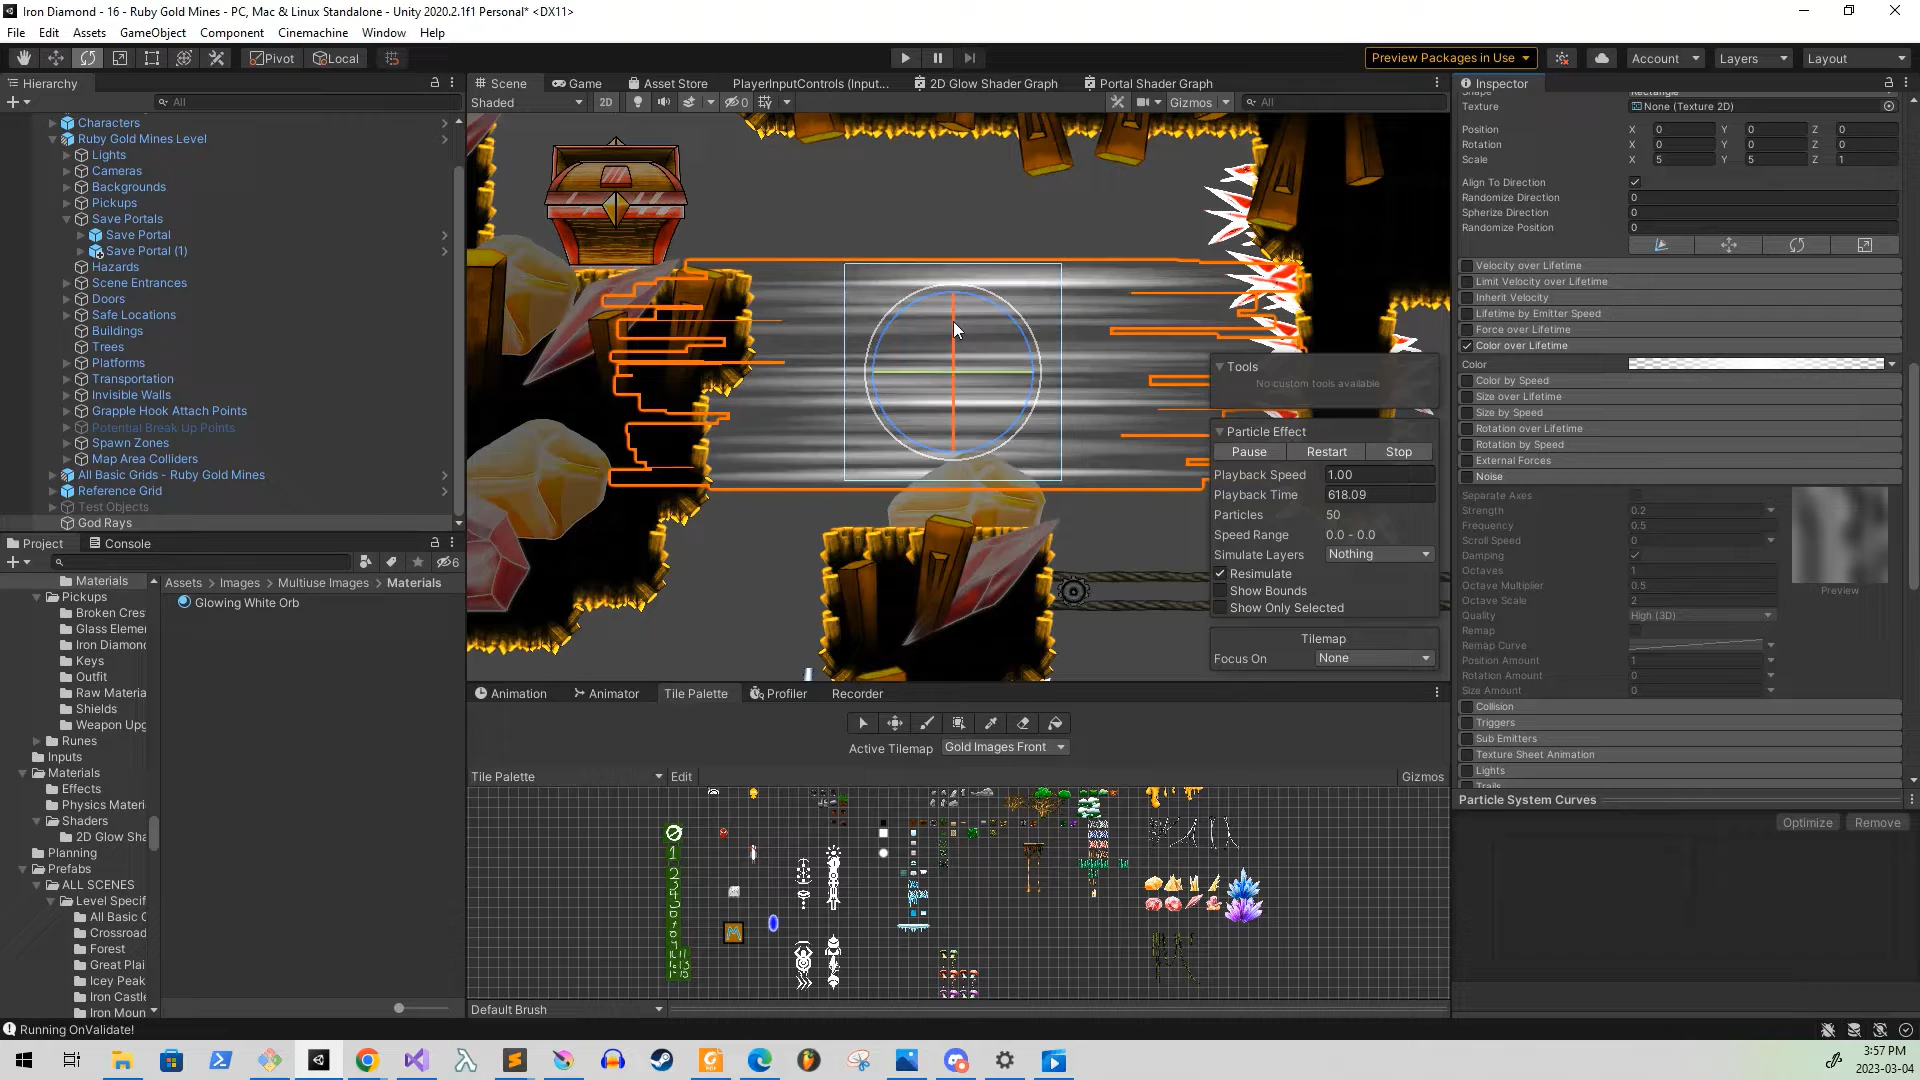 Iron Diamond - 16 - Ruby Gold Mines - PC, Mac & Linux Standalone - Unity 2020.2.1f1 Personal* <DX11>
File Edit Assets GameObject Component Cinemachine Window Help
Pivot Local Preview Packages in Use Account Layers Layout
Hierarchy
All
Characters
Ruby Gold Mines Level
Lights
Cameras
Backgrounds
Pickups
Save Portals
Save Portal
Save Portal (1)
Hazards
Scene Entrances
Doors
Safe Locations
Buildings
Trees
Platforms
Transportation
Invisible Walls
Grapple Hook Attach Points
Potential Break Up Points
Spawn Zones
Map Area Colliders
All Basic Grids - Ruby Gold Mines
Reference Grid
Test Objects
God Rays
Project Console
6
Materials
Pickups
Broken Cres
Glass Eleme
Iron Diamond
Keys
Outfit
Raw Materia
Shields
Weapon Upg
Runes
Inputs
Materials
Effects
Physics Materi
Shaders
2D Glow Sha
Planning
Prefabs
ALL SCENES
Level Specif
All Basic C
Crossroad
Forest
Great Plai
Icey Peak
Iron Castle
Iron Moun
Assets > Images > Multiuse Images > Materials
Glowing White Orb
Running OnValidate!
Scene Game Asset Store PlayerInputControls (Input... 2D Glow Shader Graph Portal Shader Graph
Shaded 2D 0 Gizmos All
Tools
No custom tools available
Particle Effect
Pause Restart Stop
Playback Speed 1.00
Playback Time 618.09
Particles 50
Speed Range 0.0 - 0.0
Simulate Layers Nothing
Resimulate
Show Bounds
Show Only Selected
Tilemap
Focus On None
Animation Animator Tile Palette Profiler Recorder
Active Tilemap Gold Images Front
Tile Palette Edit Gizmos
Default Brush
Inspector
Shape Rectangle
Texture None (Texture 2D)
Position X 0 Y 0 Z 0
Rotation X 0 Y 0 Z 0
Scale X 5 Y 5 Z 1
Align To Direction
Randomize Direction 0
Spherize Direction 0
Randomize Position 0
Velocity over Lifetime
Limit Velocity over Lifetime
Inherit Velocity
Lifetime by Emitter Speed
Force over Lifetime
Color over Lifetime
Color
Color by Speed
Size over Lifetime
Size by Speed
Rotation over Lifetime
Rotation by Speed
External Forces
Noise
Separate Axes
Strength 0.2
Frequency 0.5
Scroll Speed 0
Damping
Octaves 1
Octave Multiplier 0.5
Octave Scale 2
Quality High (3D)
Remap
Remap Curve
Position Amount 1
Rotation Amount 0
Size Amount 0
Preview
Collision
Triggers
Sub Emitters
Texture Sheet Animation
Lights
Trails
Particle System Curves
Optimize Remove
3:57 PM
2023-03-04